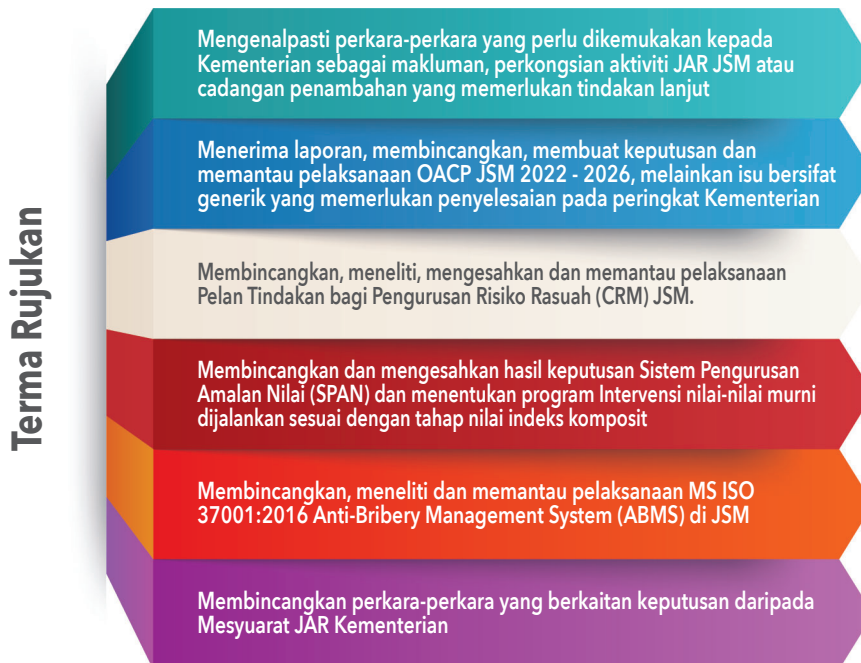 Terma Rujukan
Mengenalpasti perkara-perkara yang perlu dikemukakan kepada
Kementerian sebagai makluman, perkongsian aktiviti JAR JSM atau
cadangan penambahan yang memerlukan tindakan lanjut
Menerima laporan, membincangkan, membuat keputusan dan
memantau pelaksanaan OACP JSM 2022 - 2026, melainkan isu bersifat
generik yang memerlukan penyelesaian pada peringkat Kementerian
Membincangkan, meneliti, mengesahkan dan memantau pelaksanaan
Pelan Tindakan bagi Pengurusan Risiko Rasuah (CRM) JSM.
Membincangkan dan mengesahkan hasil keputusan Sistem Pengurusan
Amalan Nilai (SPAN) dan menentukan program Intervensi nilai-nilai murni
dijalankan sesuai dengan tahap nilai indeks komposit
Membincangkan, meneliti dan memantau pelaksanaan MS ISO
37001:2016 Anti-Bribery Management System (ABMS) di JSM
Membincangkan perkara-perkara yang berkaitan keputusan daripada
Mesyuarat JAR Kementerian